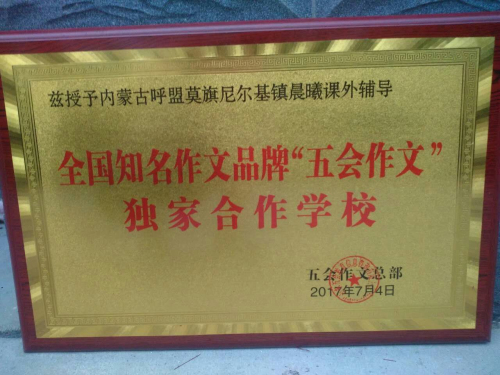 兹授予内蒙古呼盟莫旗尼尔基镇晨曦课外辅导
全国知名作文品牌“五会作文”
独家合作学校
五会作文总部
2017年7月4日